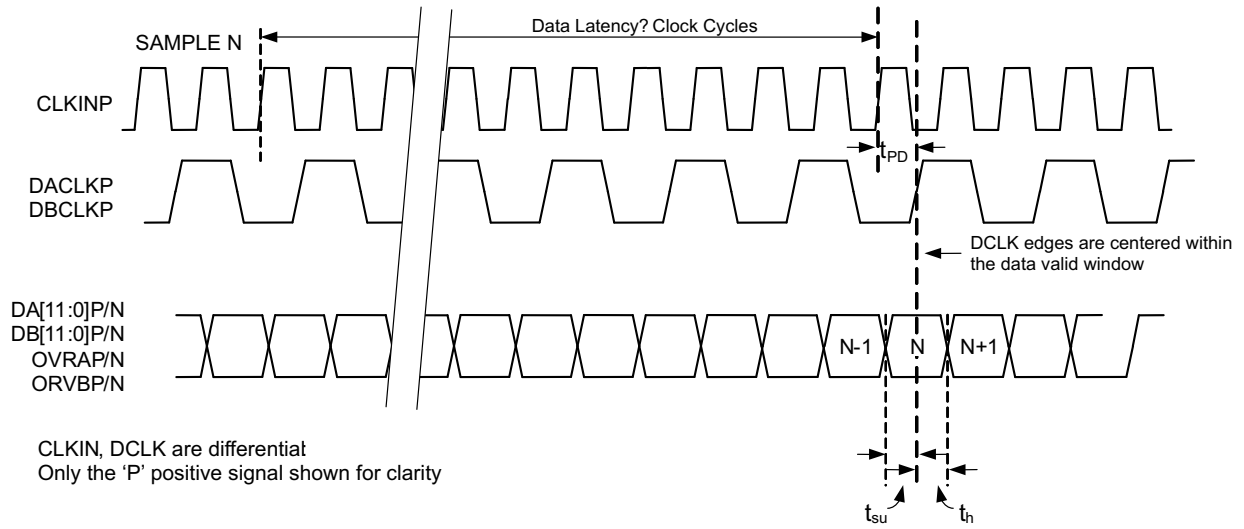 Data Latency? Clock Cycles
SAMPLE N
CLKINP
tPD
DACLKP
DBCLKP
DCLK edges are centered within
the data valid window
DA[11:0]P/N
DB[11:0]P/N
OVRAP/N
ORVBP/N
N-1 N N+1
CLKIN, DCLK are differential:
Only the ‘P’ positive signal shown for clarity
tsu th